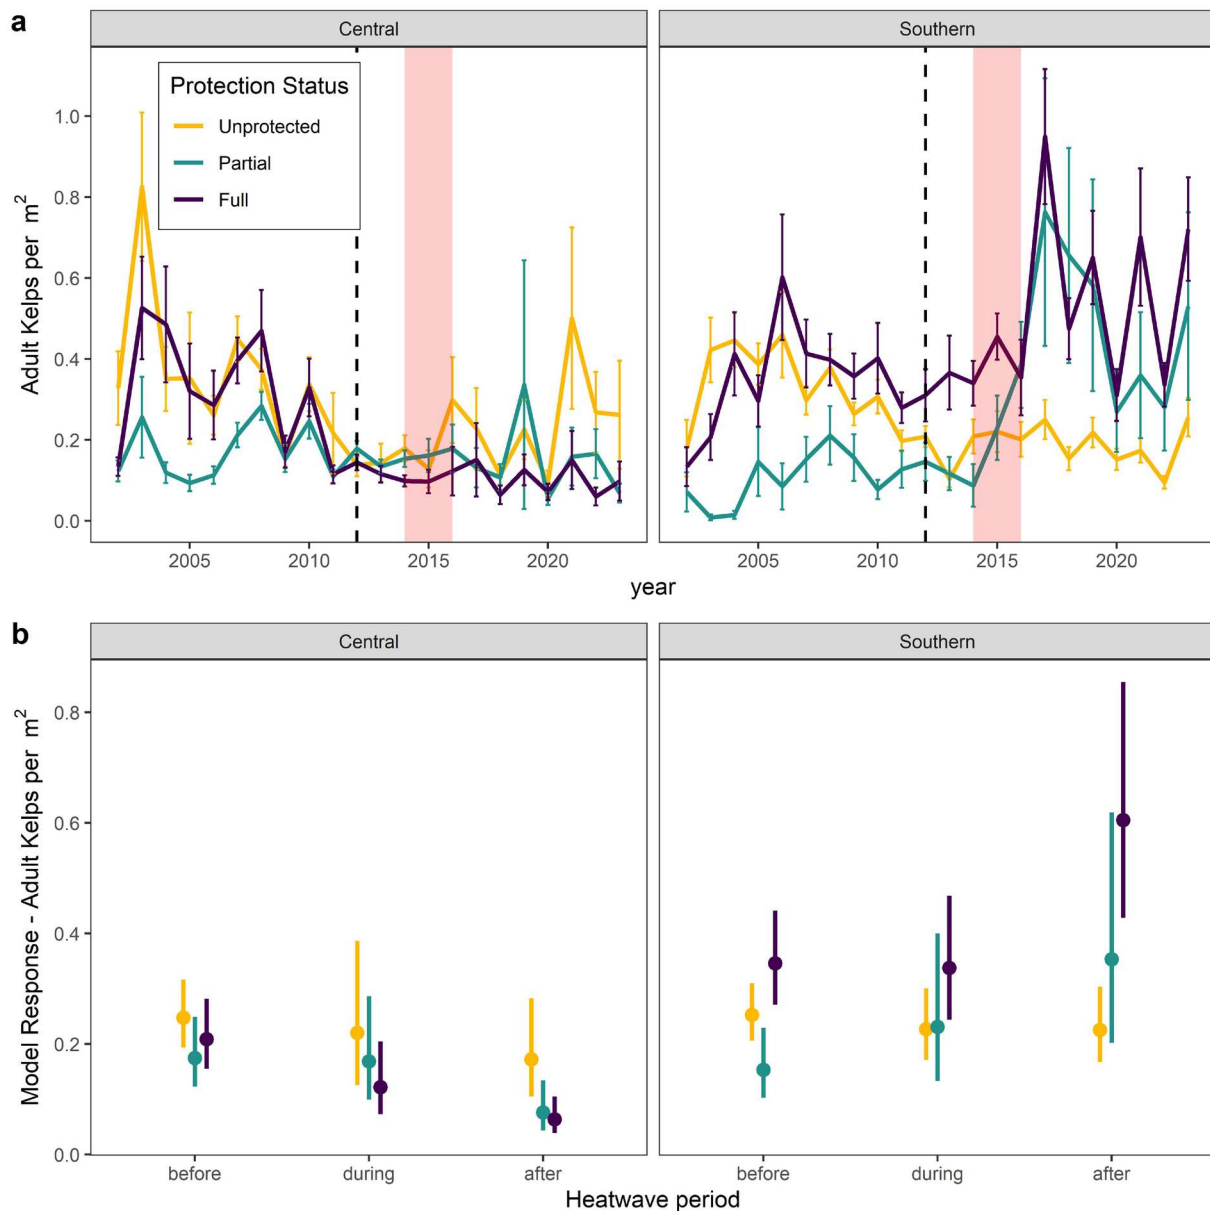 a
Central
Southern
Protection Status
Unprotected
Partial
Full
Adult Kelps per m²
1.0
0.8
0.6
0.4
0.2
0.0
2005 2010 2015 2020
2005 2010 2015 2020
year
b
Central
Southern
Model Response - Adult Kelps per m²
0.8
0.6
0.4
0.2
0.0
before during after
before during after
Heatwave period